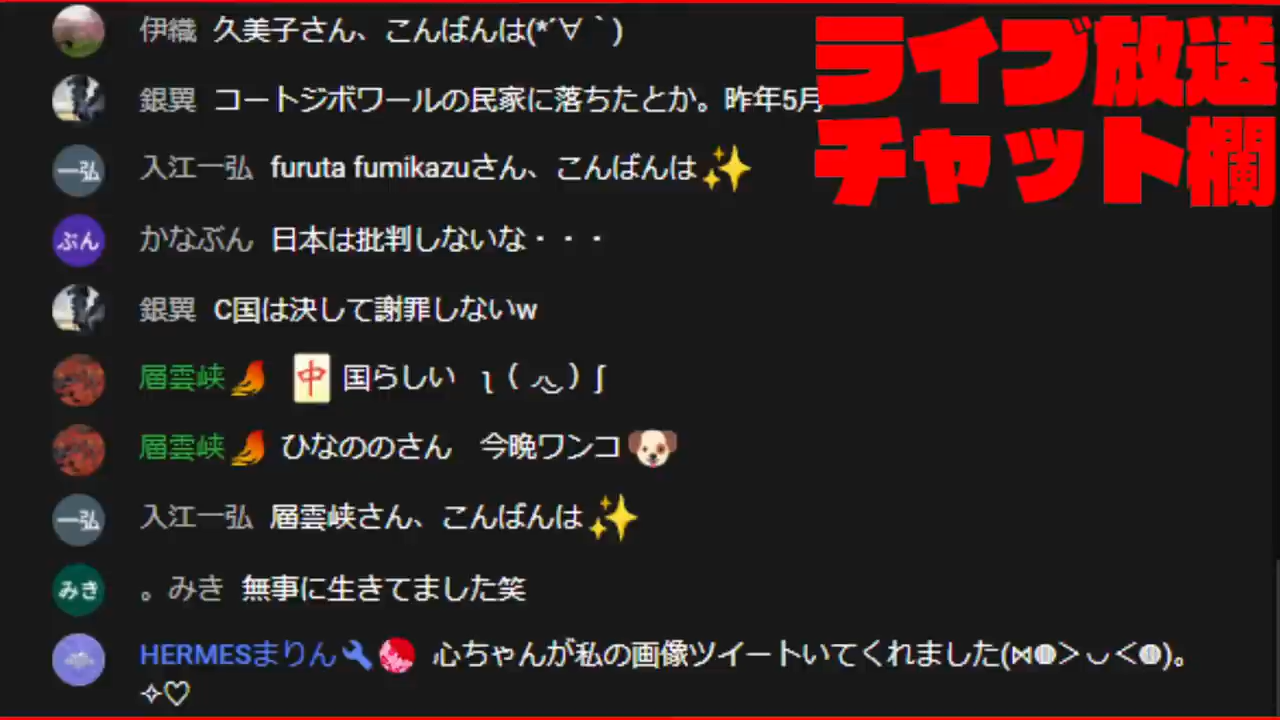 ライブ放送
チャット欄
伊織 久美子さん、こんばんは(*´∀｀)
銀翼 コートジボワールの民家に落ちたとか。昨年5月
一弘 入江一弘 furuta fumikazuさん、こんばんは✨
ぶん かなぶん 日本は批判しないな・・・
銀翼 C国は決して謝罪しないw
層雲峡 🀄国らしい
層雲峡 ひなののさん 今晩ワンコ🐶
一弘 入江一弘 層雲峡さん、こんばんは✨
みき 。みき 無事に生きてました笑
HERMESまりん🔧 心ちゃんが私の画像ツイートいてくれました(⋈◍＞◡＜◍)。
✧♡